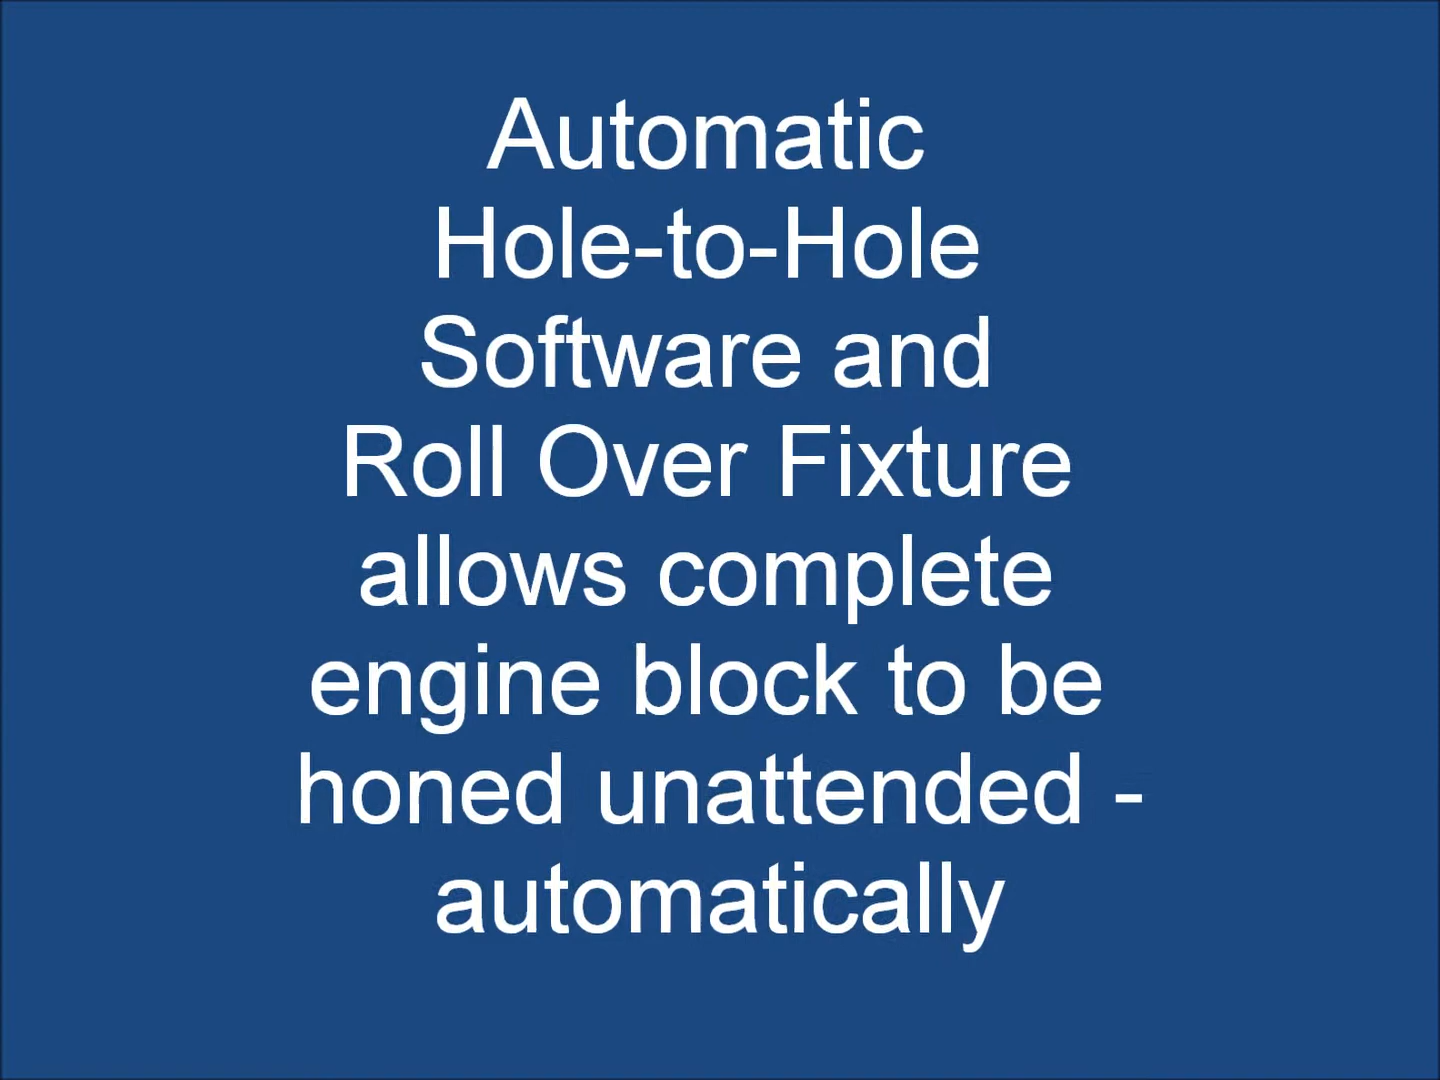 Automatic
Hole-to-Hole
Software and
Roll Over Fixture
allows complete
engine block to be
honed unattended -
automatically